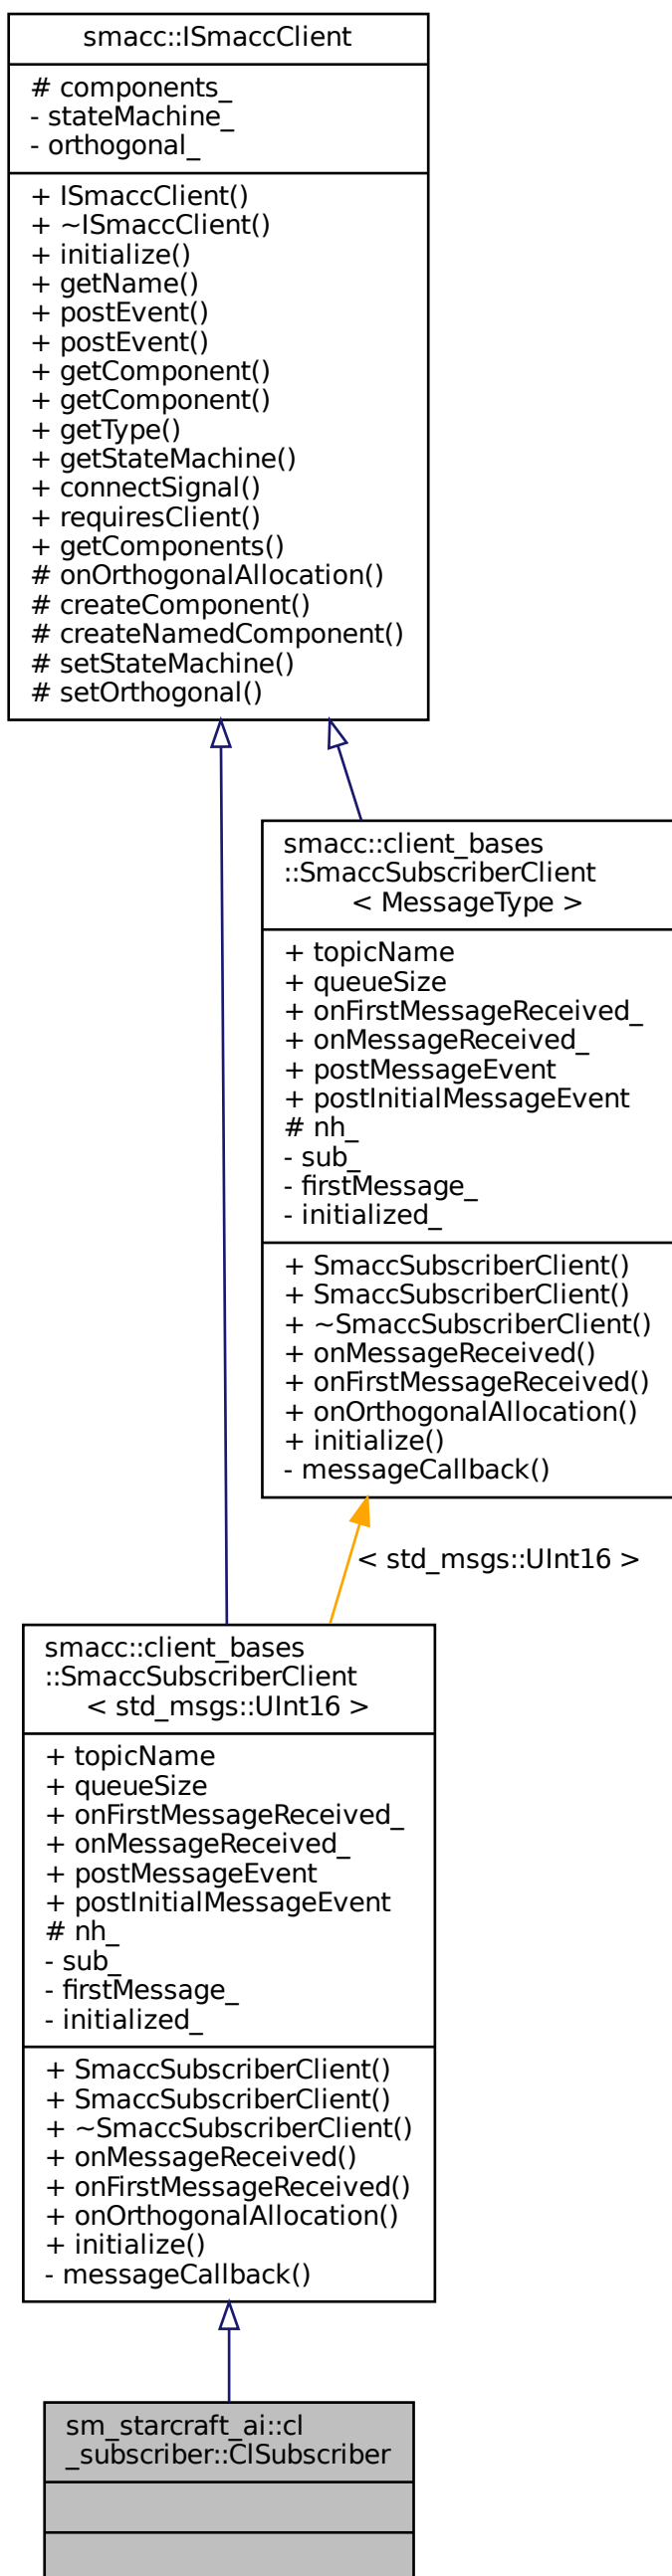 smacc::ISmaccClient
# components_
- stateMachine_
- orthogonal_
+ ISmaccClient()
+ ~ISmaccClient()
+ initialize()
+ getName()
+ postEvent()
+ postEvent()
+ getComponent()
+ getComponent()
+ getType()
+ getStateMachine()
+ connectSignal()
+ requiresClient()
+ getComponents()
# onOrthogonalAllocation()
# createComponent()
# createNamedComponent()
# setStateMachine()
# setOrthogonal()
smacc::client_bases
::SmaccSubscriberClient
< MessageType >
+ topicName
+ queueSize
+ onFirstMessageReceived_
+ onMessageReceived_
+ postMessageEvent
+ postInitialMessageEvent
# nh_
- sub_
- firstMessage_
- initialized_
+ SmaccSubscriberClient()
+ SmaccSubscriberClient()
+ ~SmaccSubscriberClient()
+ onMessageReceived()
+ onFirstMessageReceived()
+ onOrthogonalAllocation()
+ initialize()
- messageCallback()
< std_msgs::UInt16 >
smacc::client_bases
::SmaccSubscriberClient
< std_msgs::UInt16 >
+ topicName
+ queueSize
+ onFirstMessageReceived_
+ onMessageReceived_
+ postMessageEvent
+ postInitialMessageEvent
# nh_
- sub_
- firstMessage_
- initialized_
+ SmaccSubscriberClient()
+ SmaccSubscriberClient()
+ ~SmaccSubscriberClient()
+ onMessageReceived()
+ onFirstMessageReceived()
+ onOrthogonalAllocation()
+ initialize()
- messageCallback()
sm_starcraft_ai::cl
_subscriber::ClSubscriber